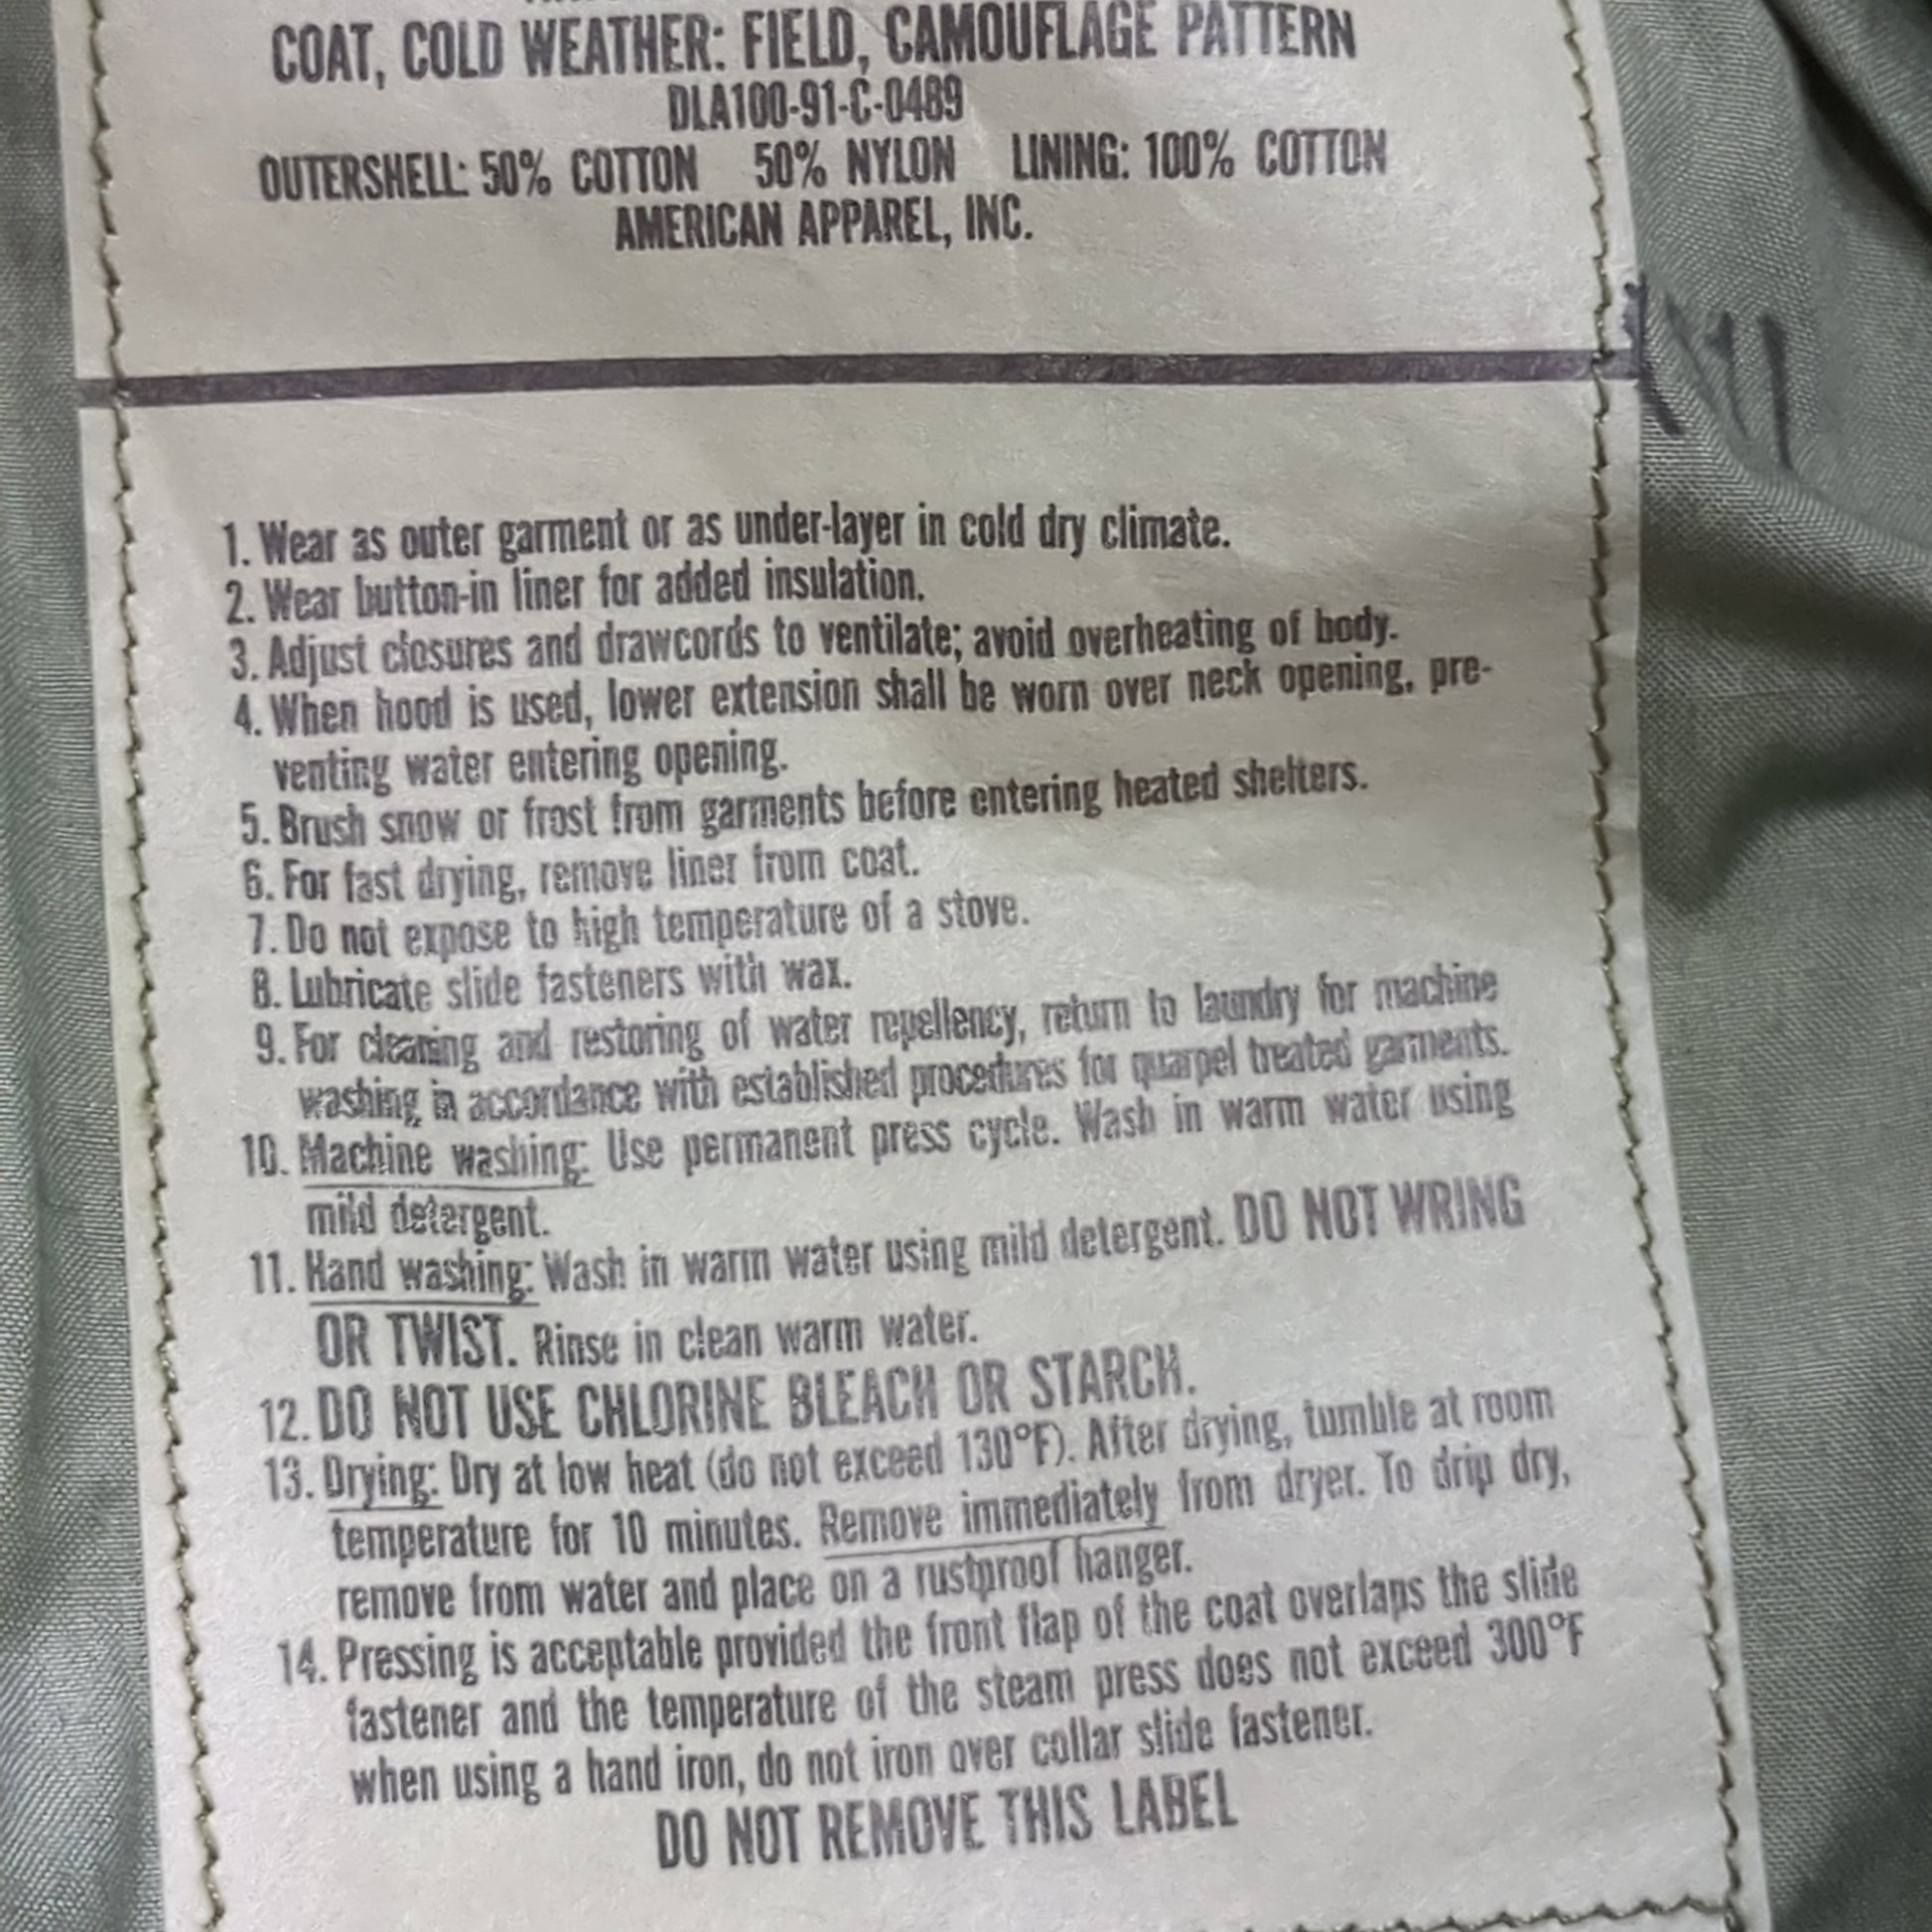 COAT, COLD WEATHER: FIELD, CAMOUFLAGE PATTERN
DLA100-91-C-0489
OUTERSHELL: 50% COTTON 50% NYLON LINING: 100% COTTON
AMERICAN APPAREL, INC.
1. Wear as outer garment or as under-layer in cold dry climate.
2. Wear button-in liner for added insulation.
3. Adjust closures and drawcords to ventilate; avoid overheating of body.
4. When hood is used, lower extension shall be worn over neck opening, pre-
venting water entering opening.
5. Brush snow or frost from garments before entering heated shelters.
6. For fast drying, remove liner from coat.
7. Do not expose to high temperature of a stove.
8. Lubricate slide fasteners with wax.
9. For cleaning and restoring of water repellency, return to laundry for machine
washing in accordance with established procedures for quarpel treated garments.
10. Machine washing: Use permanent press cycle. Wash in warm water using
mild detergent.
11. Hand washing: Wash in warm water using mild detergent. DO NOT WRING
OR TWIST. Rinse in clean warm water.
12. DO NOT USE CHLORINE BLEACH OR STARCH.
13. Drying: Dry at low heat (do not exceed 130°F). After drying, tumble at room
temperature for 10 minutes. Remove immediately from dryer. To drip dry,
remove from water and place on a rustproof hanger.
14. Pressing is acceptable provided the front flap of the coat overlaps the slide
fastener and the temperature of the steam press does not exceed 300°F
when using a hand iron, do not iron over collar slide fastener.
DO NOT REMOVE THIS LABEL